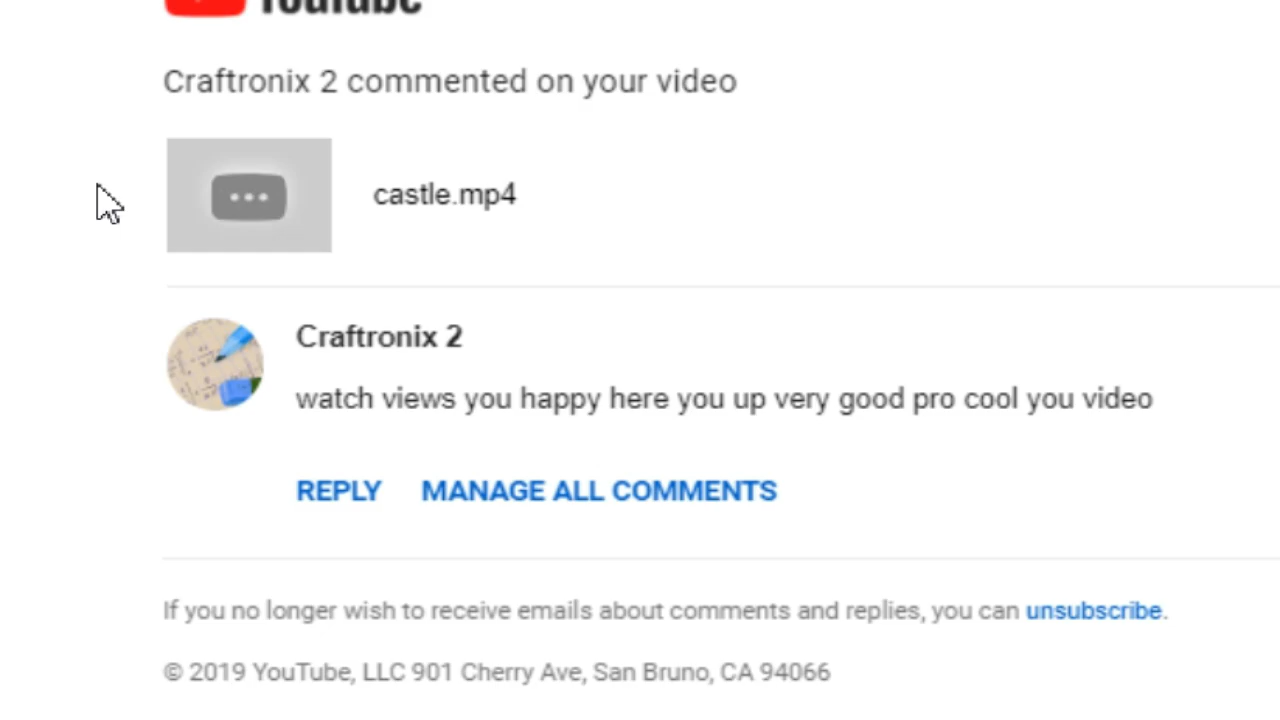 YouTube
Craftronix 2 commented on your video
castle.mp4
Craftronix 2
watch views you happy here you up very good pro cool you video
REPLY MANAGE ALL COMMENTS
If you no longer wish to receive emails about comments and replies, you can unsubscribe.
© 2019 YouTube, LLC 901 Cherry Ave, San Bruno, CA 94066